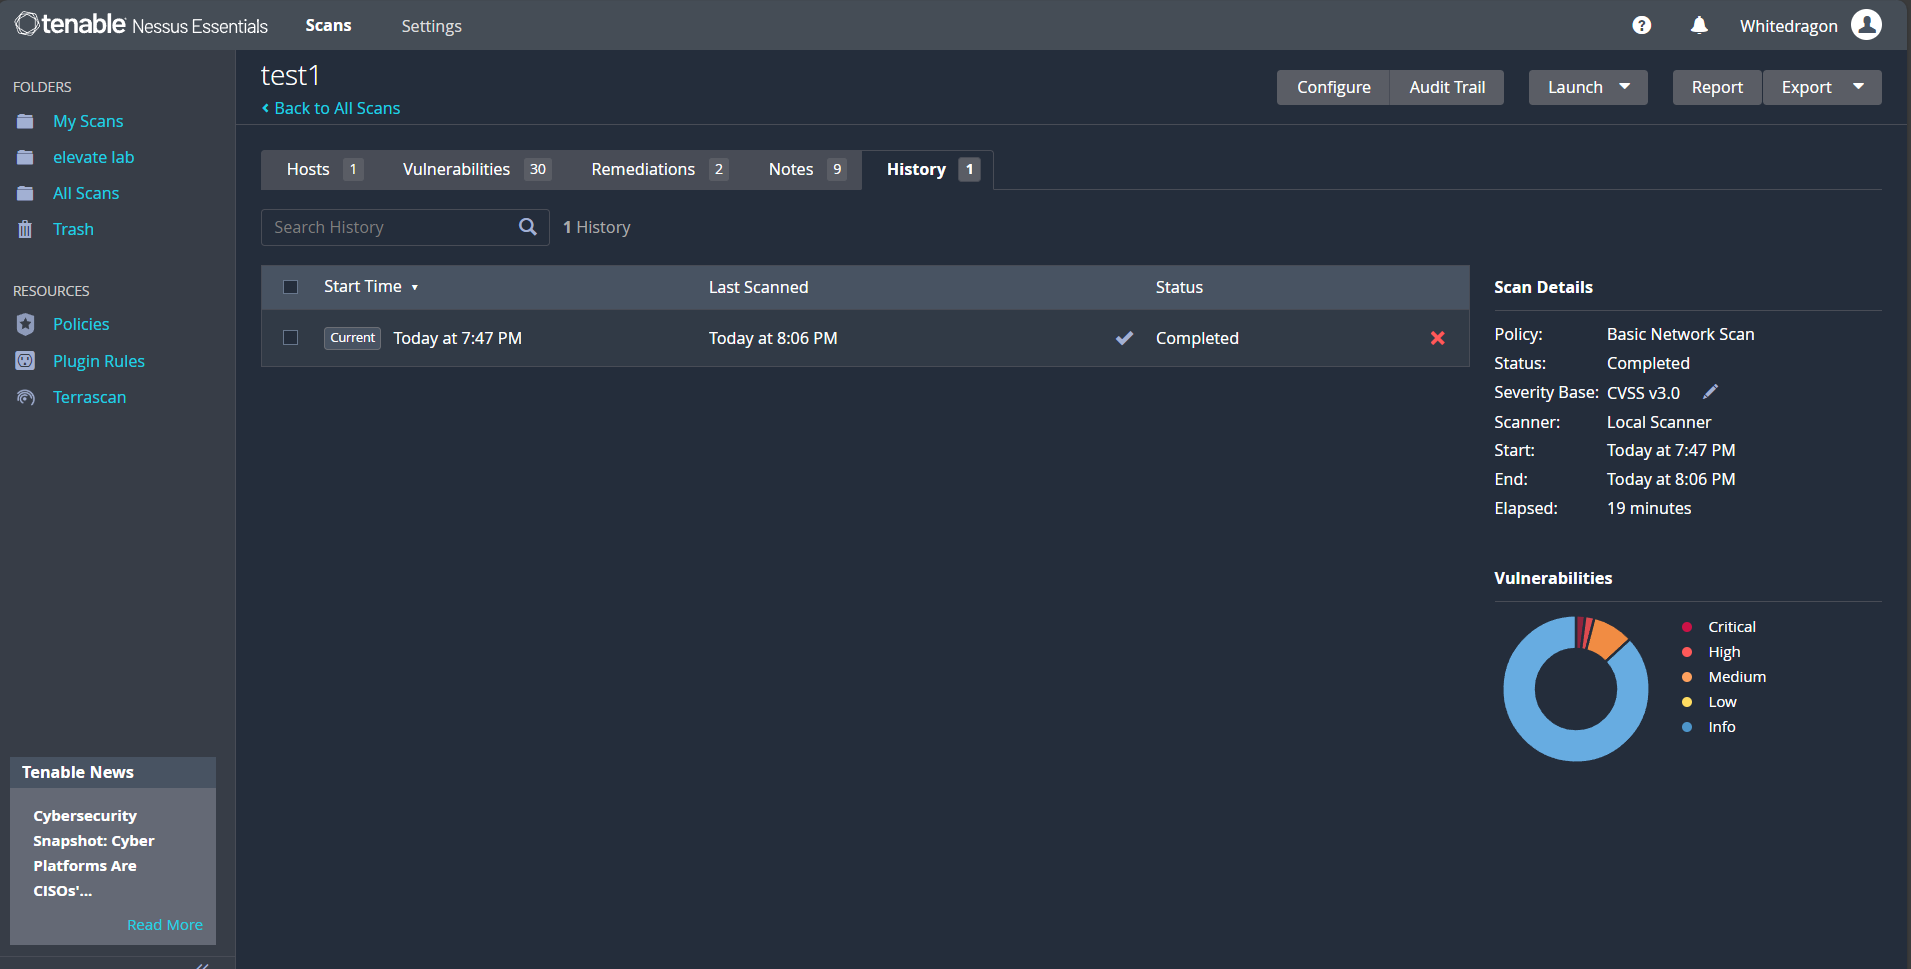 tenable Nessus Essentials Scans Settings Whitedragon
FOLDERS
My Scans
elevate lab
All Scans
Trash
RESOURCES
Policies
Plugin Rules
Terrascan
Tenable News
Cybersecurity
Snapshot: Cyber
Platforms Are
CISOs'...
Read More
test1
Back to All Scans
Configure Audit Trail Launch Report Export
Hosts 1 Vulnerabilities 30 Remediations 2 Notes 9 History 1
Search History 1 History
Start Time Last Scanned Status
Current Today at 7:47 PM Today at 8:06 PM Completed
Scan Details
Policy: Basic Network Scan
Status: Completed
Severity Base: CVSS v3.0
Scanner: Local Scanner
Start: Today at 7:47 PM
End: Today at 8:06 PM
Elapsed: 19 minutes
Vulnerabilities
Critical
High
Medium
Low
Info